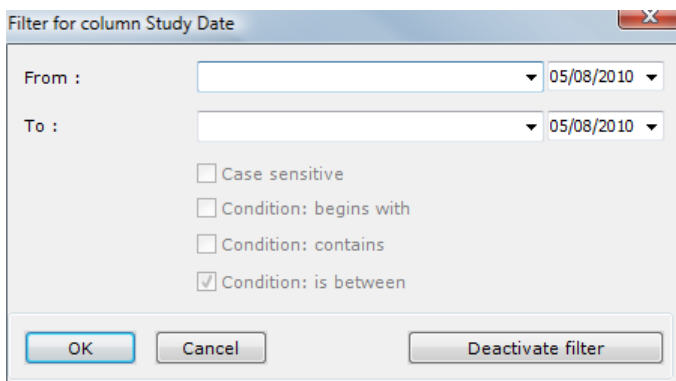 Filter for column Study Date
From : 05/08/2010
To : 05/08/2010
Case sensitive
Condition: begins with
Condition: contains
Condition: is between
OK Cancel Deactivate filter